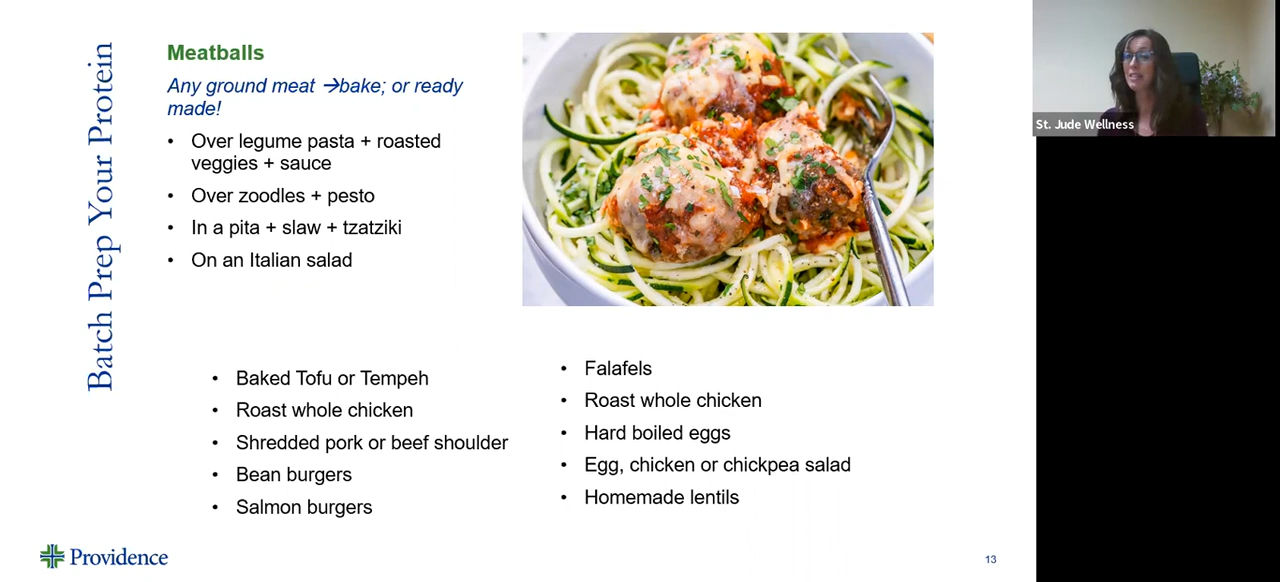 Batch Prep Your Protein
Meatballs
Any ground meat →bake; or ready
made!
• Over legume pasta + roasted
veggies + sauce
• Over zoodles + pesto
• In a pita + slaw + tzatziki
• On an Italian salad
• Baked Tofu or Tempeh
• Roast whole chicken
• Shredded pork or beef shoulder
• Bean burgers
• Salmon burgers
• Falafels
• Roast whole chicken
• Hard boiled eggs
• Egg, chicken or chickpea salad
• Homemade lentils
Providence
13
St. Jude Wellness